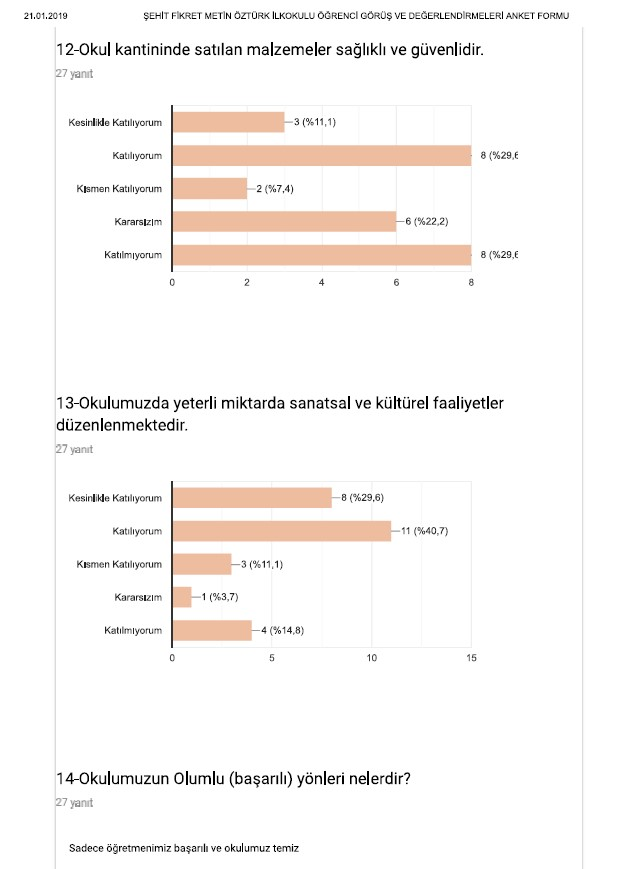 21.01.2019 ŞEHİT FİKRET METİN ÖZTÜRK İLKOKULU ÖĞRENCİ GÖRÜŞ VE DEĞERLENDİRMELERİ ANKET FORMU
12-Okul kantininde satılan malzemeler sağlıklı ve güvenlidir.
27 yanıt
Kesinlikle Katılıyorum 3 (%11,1)
Katılıyorum 8 (%29,6
Kısmen Katılıyorum 2 (%7,4)
Kararsızım 6 (%22,2)
Katılmıyorum 8 (%29,6
0 2 4 6 8
13-Okulumuzda yeterli miktarda sanatsal ve kültürel faaliyetler
düzenlenmektedir.
27 yanıt
Kesinlikle Katılıyorum 8 (%29,6)
Katılıyorum 11 (%40,7)
Kısmen Katılıyorum 3 (%11,1)
Kararsızım 1 (%3,7)
Katılmıyorum 4 (%14,8)
0 5 10 15
14-Okulumuzun Olumlu (başarılı) yönleri nelerdir?
27 yanıt
Sadece öğretmenimiz başarılı ve okulumuz temiz